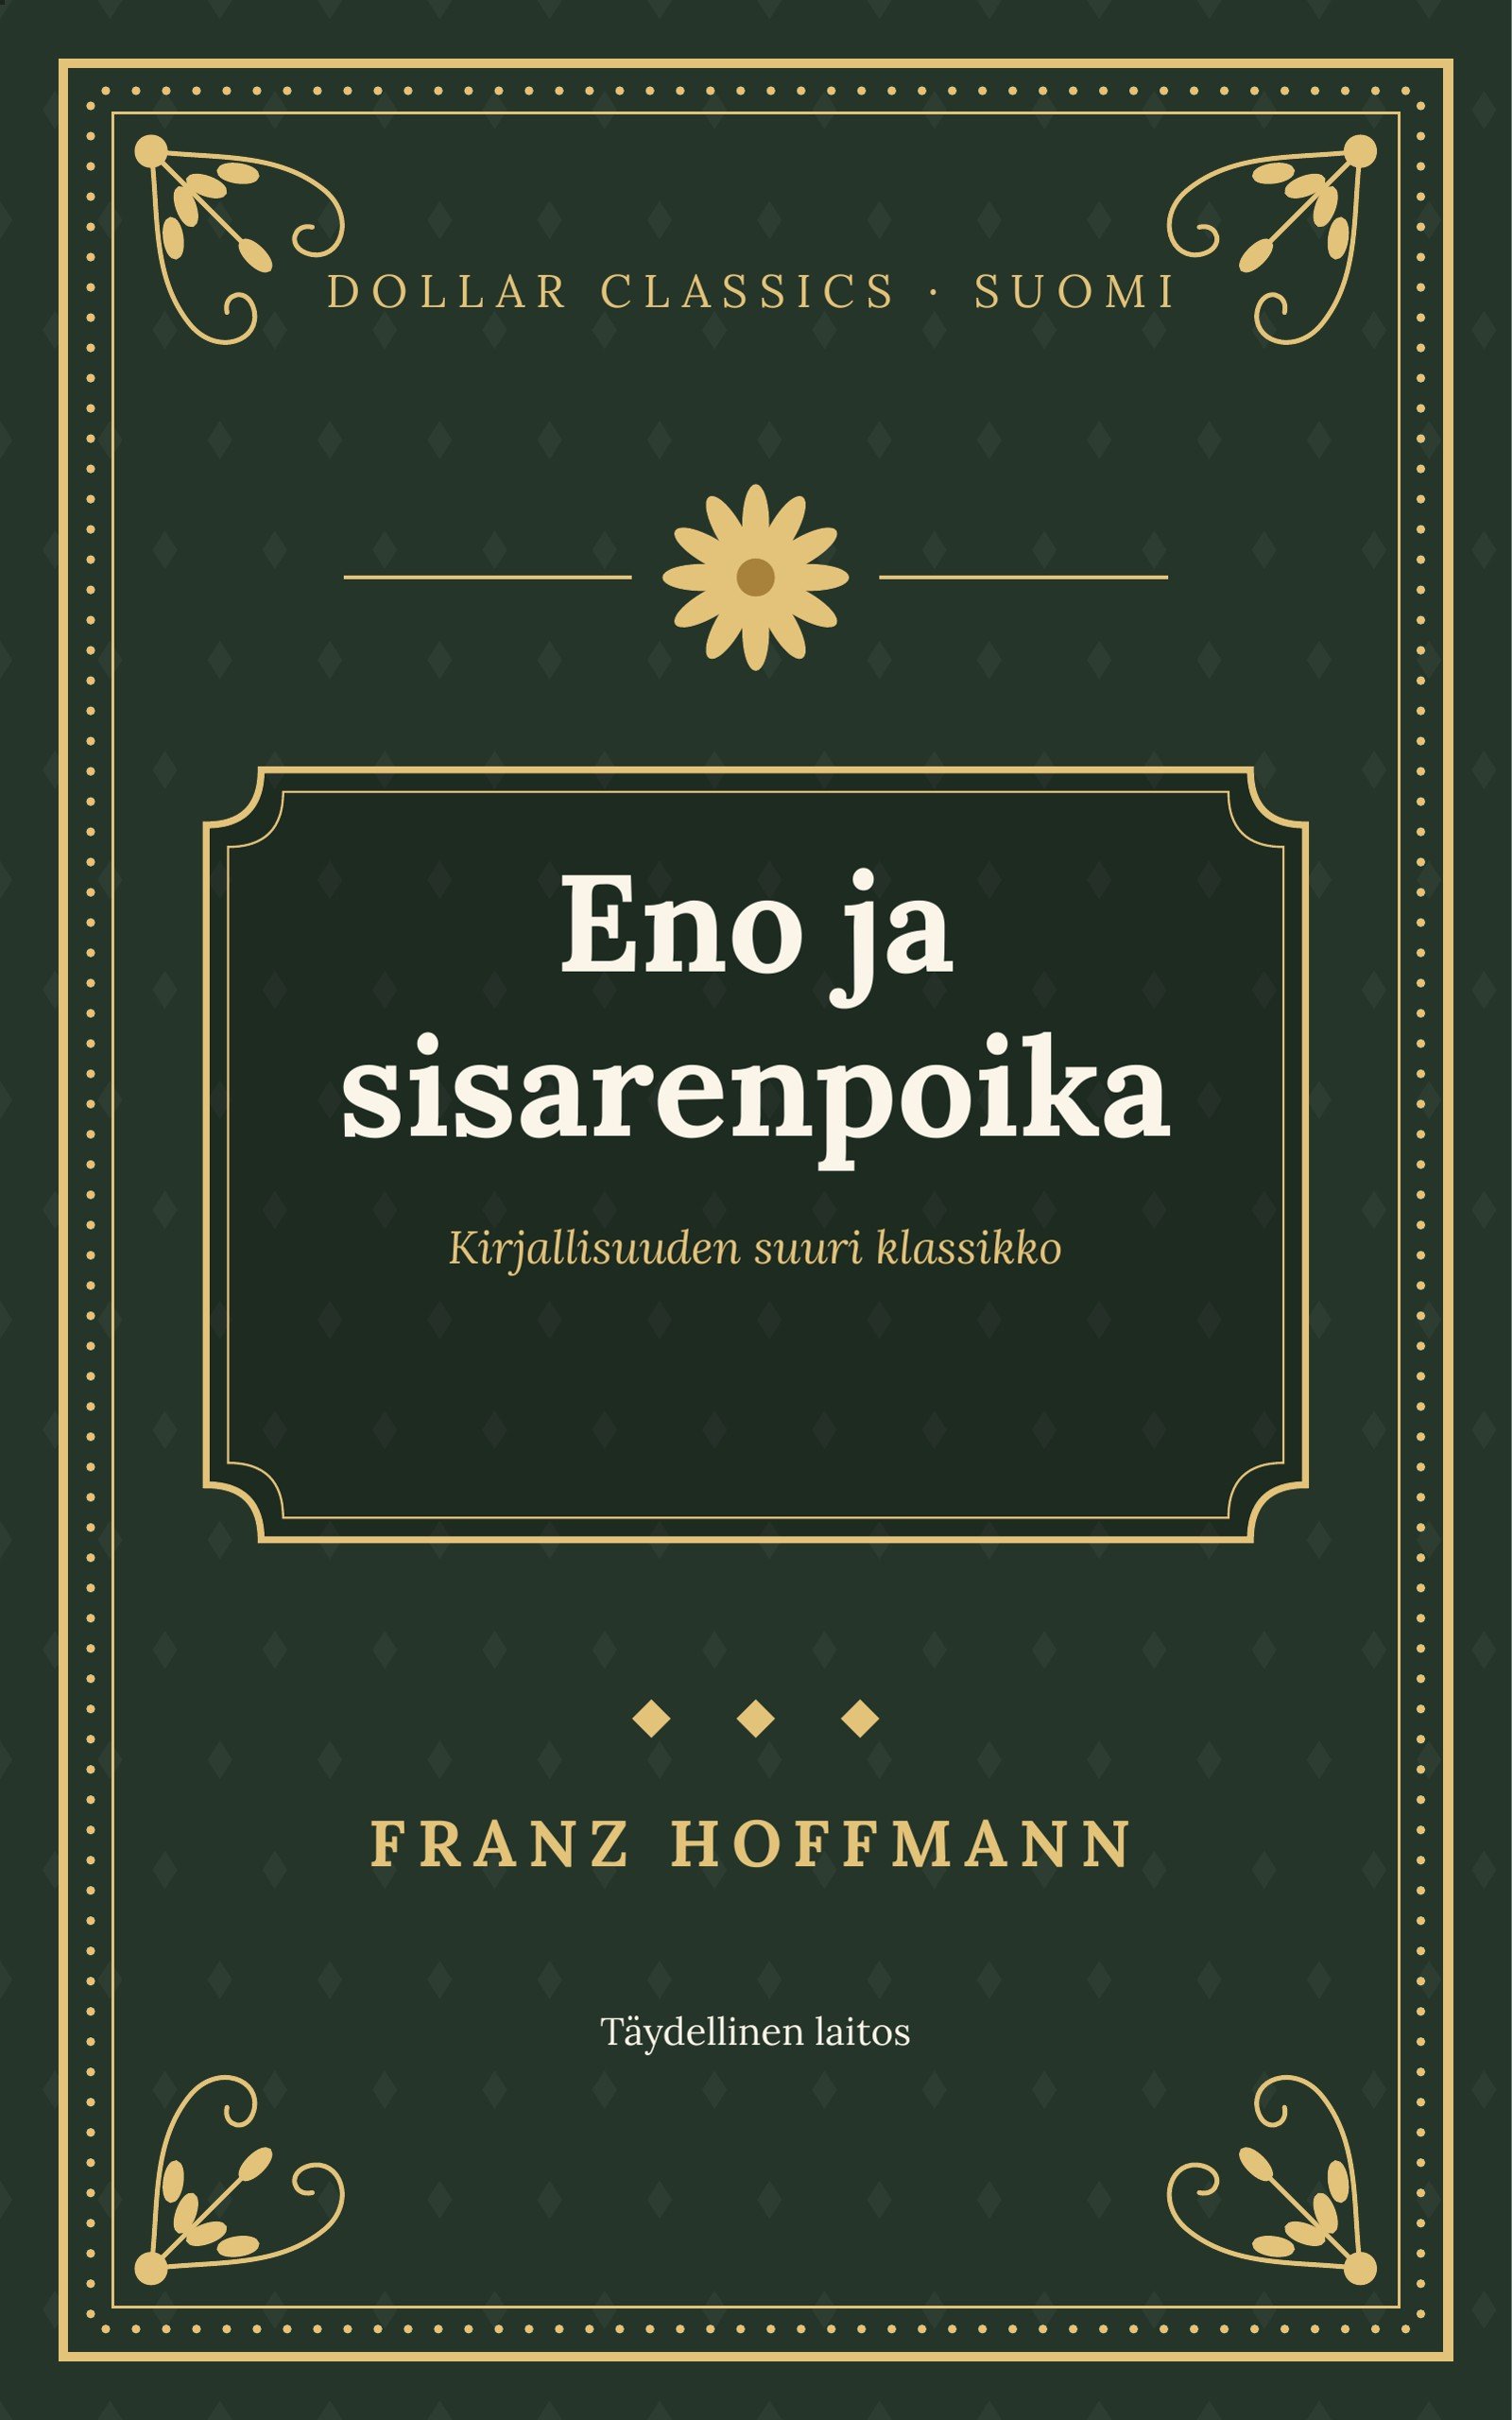 DOLLAR CLASSICS · SUOMI
Eno ja
sisarenpoika
Kirjallisuuden suuri klassikko
FRANZ HOFFMANN
Täydellinen laitos